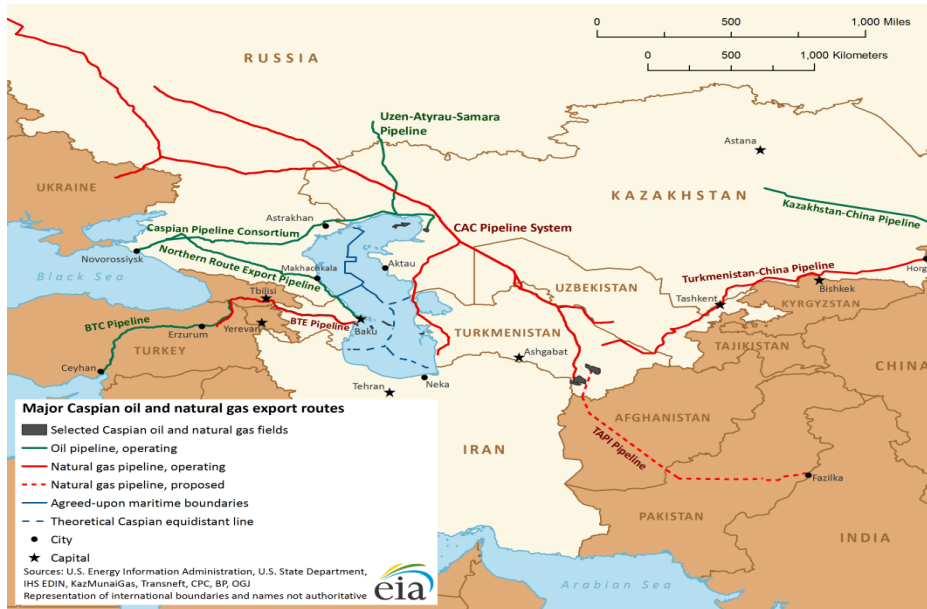 0 500 1,000 Miles
RUSSIA
0 500 1,000 Kilometers
Uzen-Atyrau-Samara
Pipeline
Astana
UKRAINE
KAZAKHSTAN
Kazakhstan-China Pipeline
Astrakhan
Caspian Pipeline Consortium
CAC Pipeline System
Novorossiysk
Northern Route Export Pipeline
Aktau
Turkmenistan-China Pipeline
Horg
Black Sea
Makhachkala
UZBEKISTAN
Bishkek
Tbilisi
Tashkent
KYRGYZSTAN
BTC Pipeline
Yerevan
BTE Pipeline
Baku
TURKMENISTAN
Erzurum
TURKEY
Ashgabat
TAJIKISTAN
CHINA
Ceyhan
Tehran
Neka
Major Caspian oil and natural gas export routes
Selected Caspian oil and natural gas fields
Oil pipeline, operating
Natural gas pipeline, operating
Natural gas pipeline, proposed
Agreed-upon maritime boundaries
Theoretical Caspian equidistant line
City
Capital
Sources: U.S. Energy Information Administration, U.S. State Department,
IHS EDIN, KazMunaiGas, Transneft, CPC, BP, OGJ
Representation of international boundaries and names not authoritative
eia
IRAN
AFGHANISTAN
TAPI Pipeline
Fazilka
PAKISTAN
INDIA
Arabian Sea